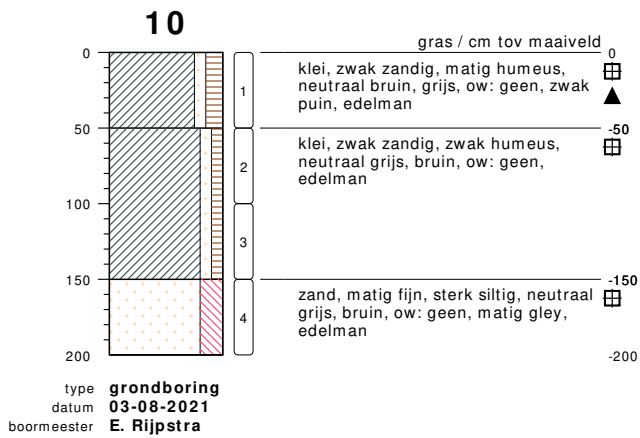 10
gras / cm tov maaiveld
0
0
klei, zwak zandig, matig humeus,
neutraal bruin, grijs, ow: geen, zwak
puin, edelman
1
50
-50
klei, zwak zandig, zwak humeus,
neutraal grijs, bruin, ow: geen,
edelman
2
100
3
150
-150
zand, matig fijn, sterk siltig, neutraal
grijs, bruin, ow: geen, matig gley,
edelman
4
200
-200
type grondboring
datum 03-08-2021
boormeester E. Rijpstra